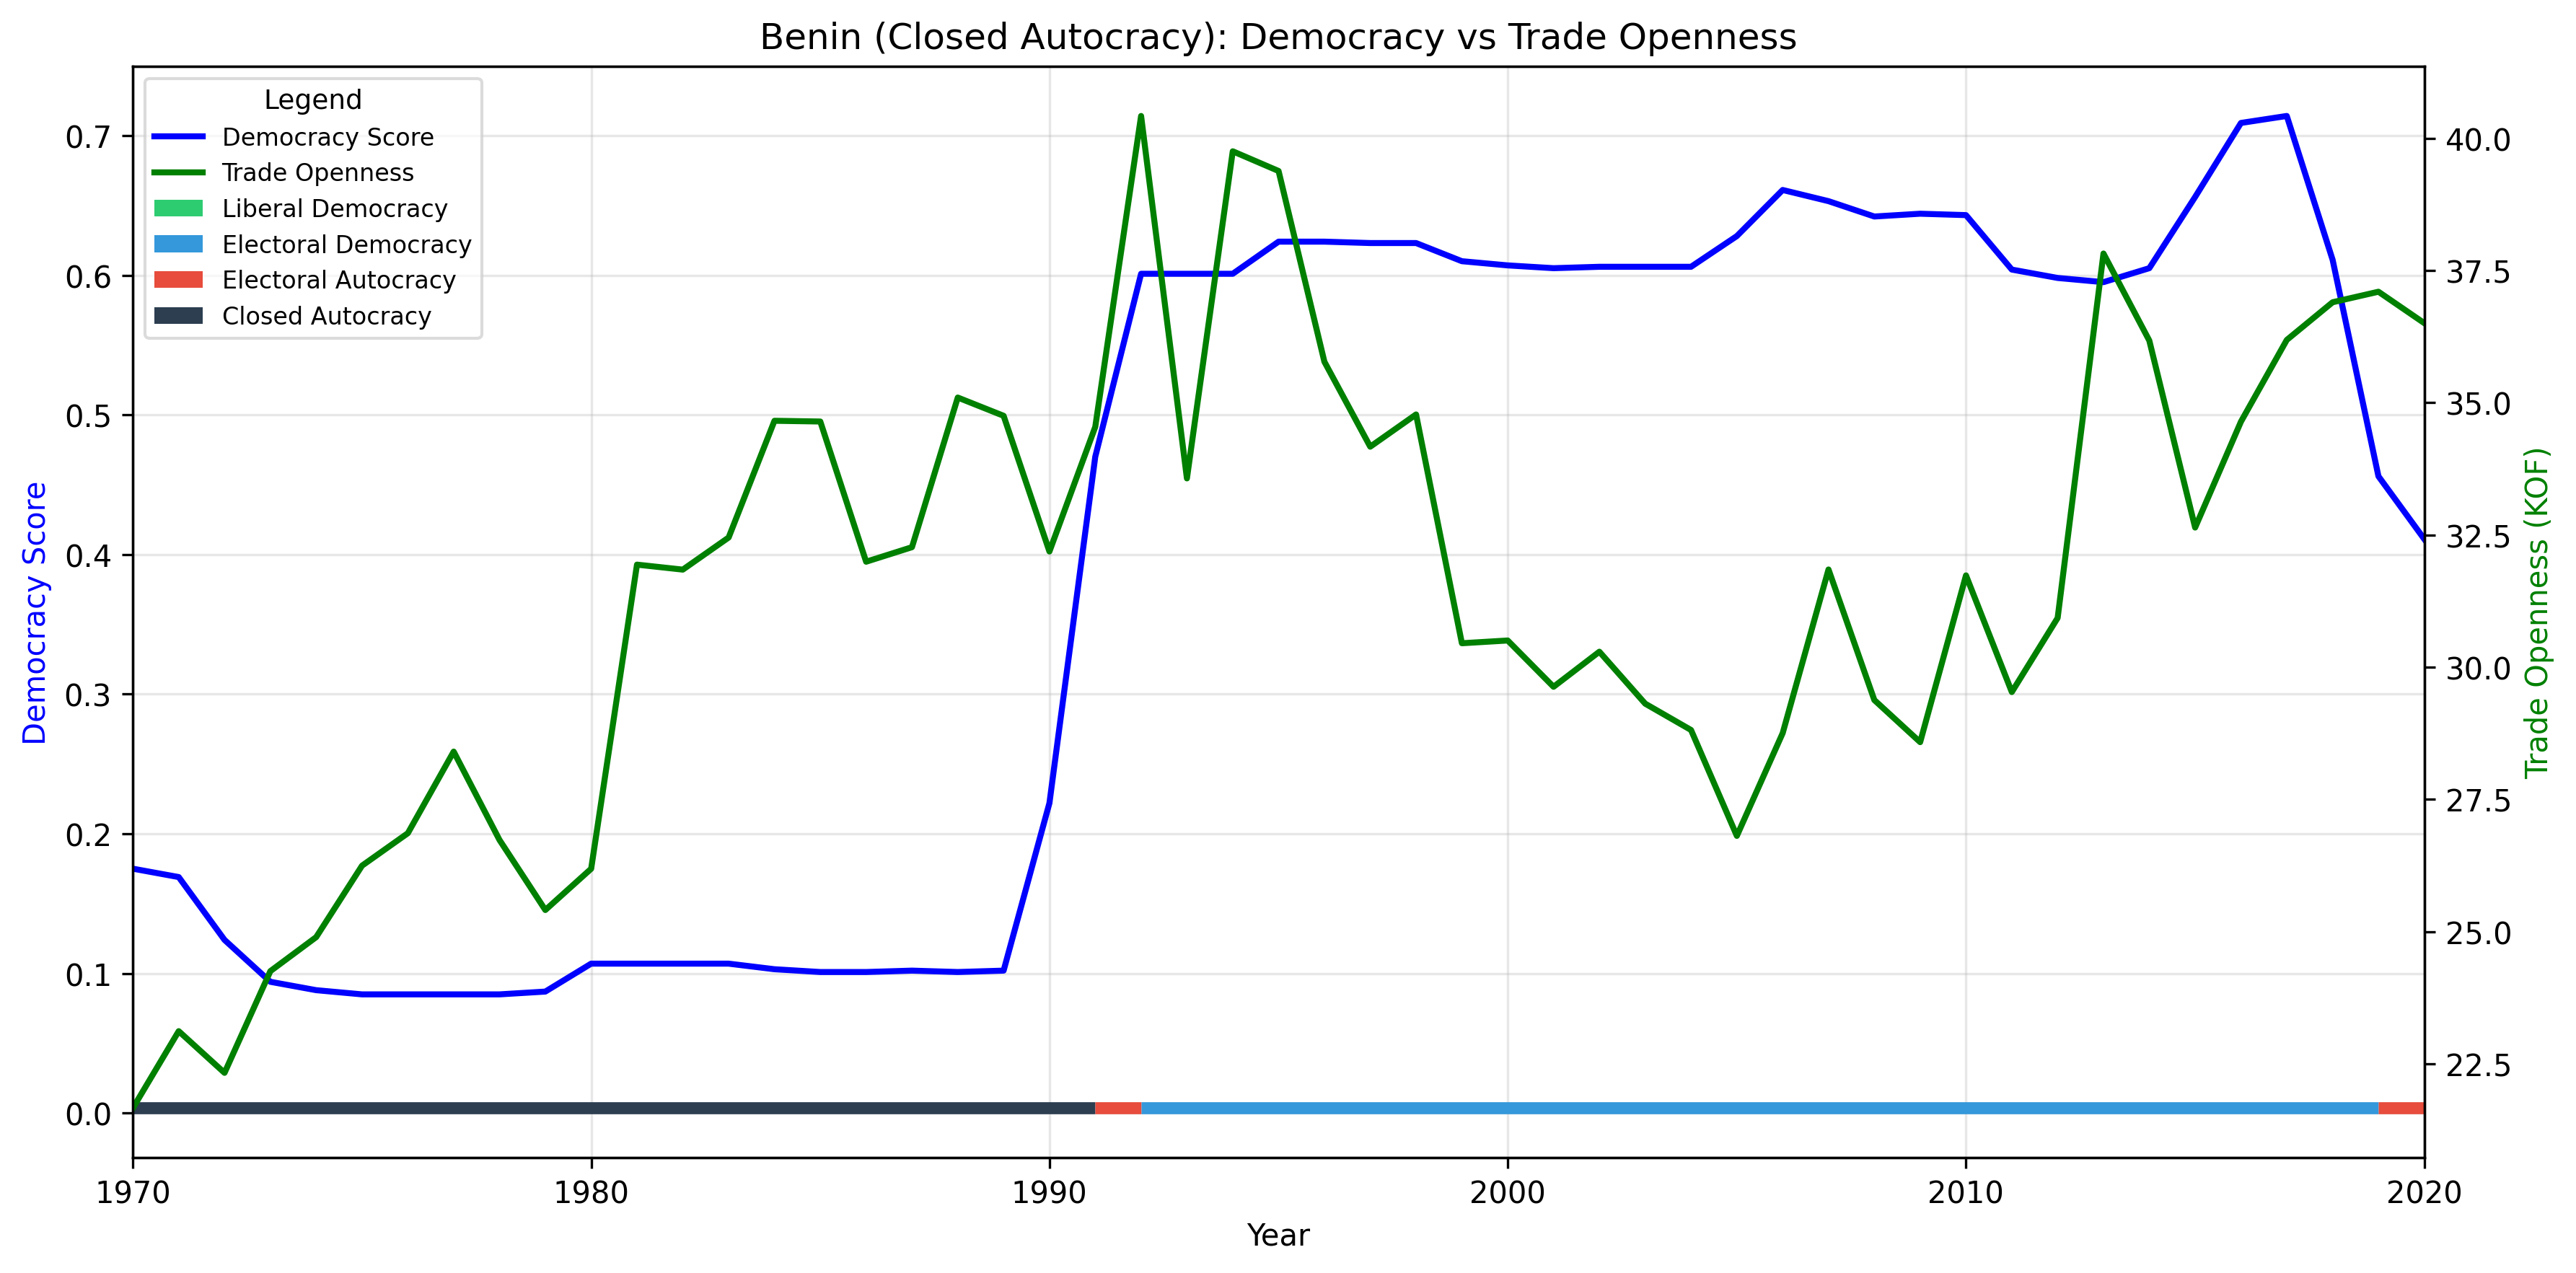 Benin (Closed Autocracy): Democracy vs Trade Openness
Legend
Democracy Score
Trade Openness
Liberal Democracy
Electoral Democracy
Electoral Autocracy
Closed Autocracy
Democracy Score
0.7
0.6
0.5
0.4
0.3
0.2
0.1
0.0
40.0
37.5
35.0
32.5
30.0
27.5
25.0
22.5
Trade Openness (KOF)
1970 1980 1990 2000 2010 2020
Year